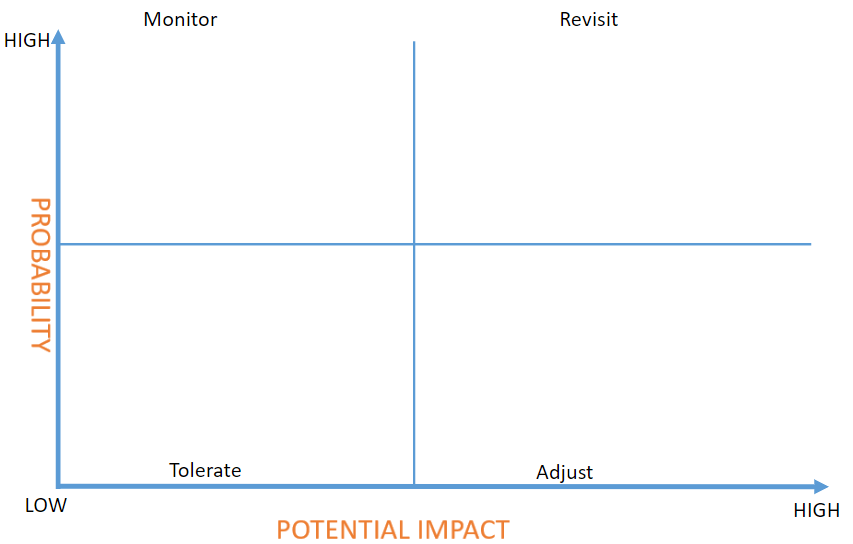 Monitor
Revisit
HIGH
PROBABILITY
Tolerate
Adjust
LOW
HIGH
POTENTIAL IMPACT